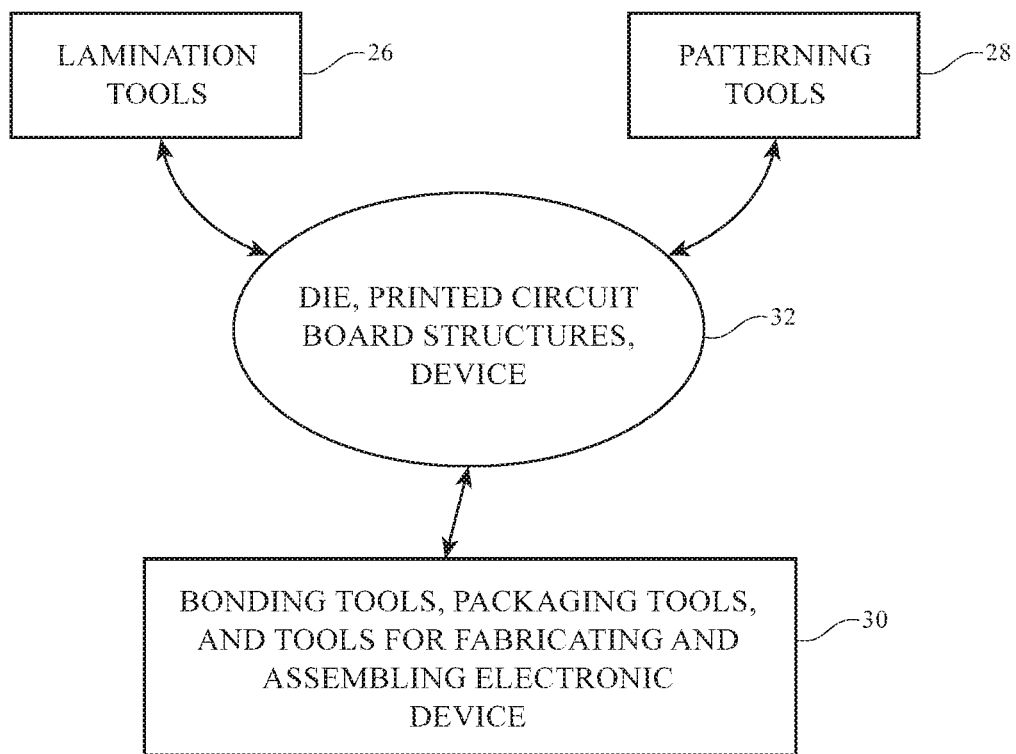 LAMINATION
TOOLS
26
PATTERNING
TOOLS
28
DIE, PRINTED CIRCUIT
BOARD STRUCTURES,
DEVICE
32
BONDING TOOLS, PACKAGING TOOLS,
AND TOOLS FOR FABRICATING AND
ASSEMBLING ELECTRONIC
DEVICE
30